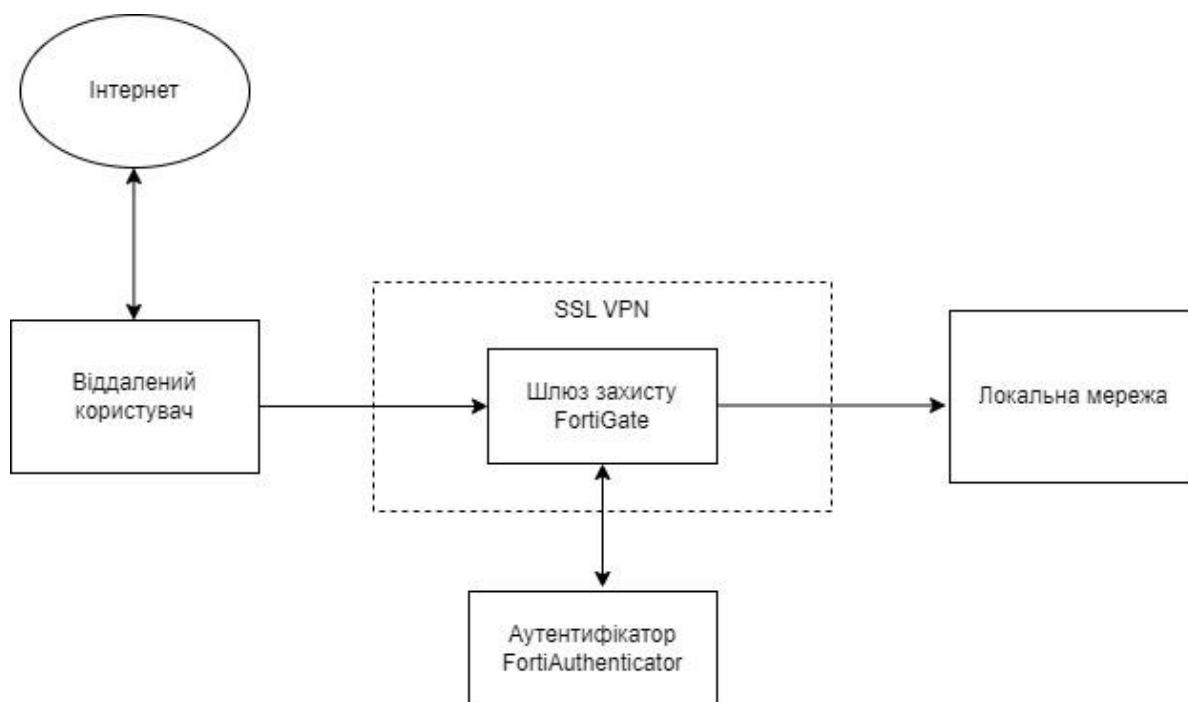 Інтернет
SSL VPN
Віддалений
користувач
Шлюз захисту
FortiGate
Локальна мережа
Аутентифікатор
FortiAuthenticator